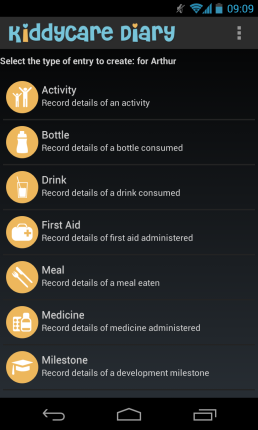 09:09
Kiddycare Diary
Select the type of entry to create: for Arthur
Activity
Record details of an activity
Bottle
Record details of a bottle consumed
Drink
Record details of a drink consumed
First Aid
Record details of first aid administered
Meal
Record details of a meal eaten
Medicine
Record details of medicine administered
Milestone
Record details of a development milestone